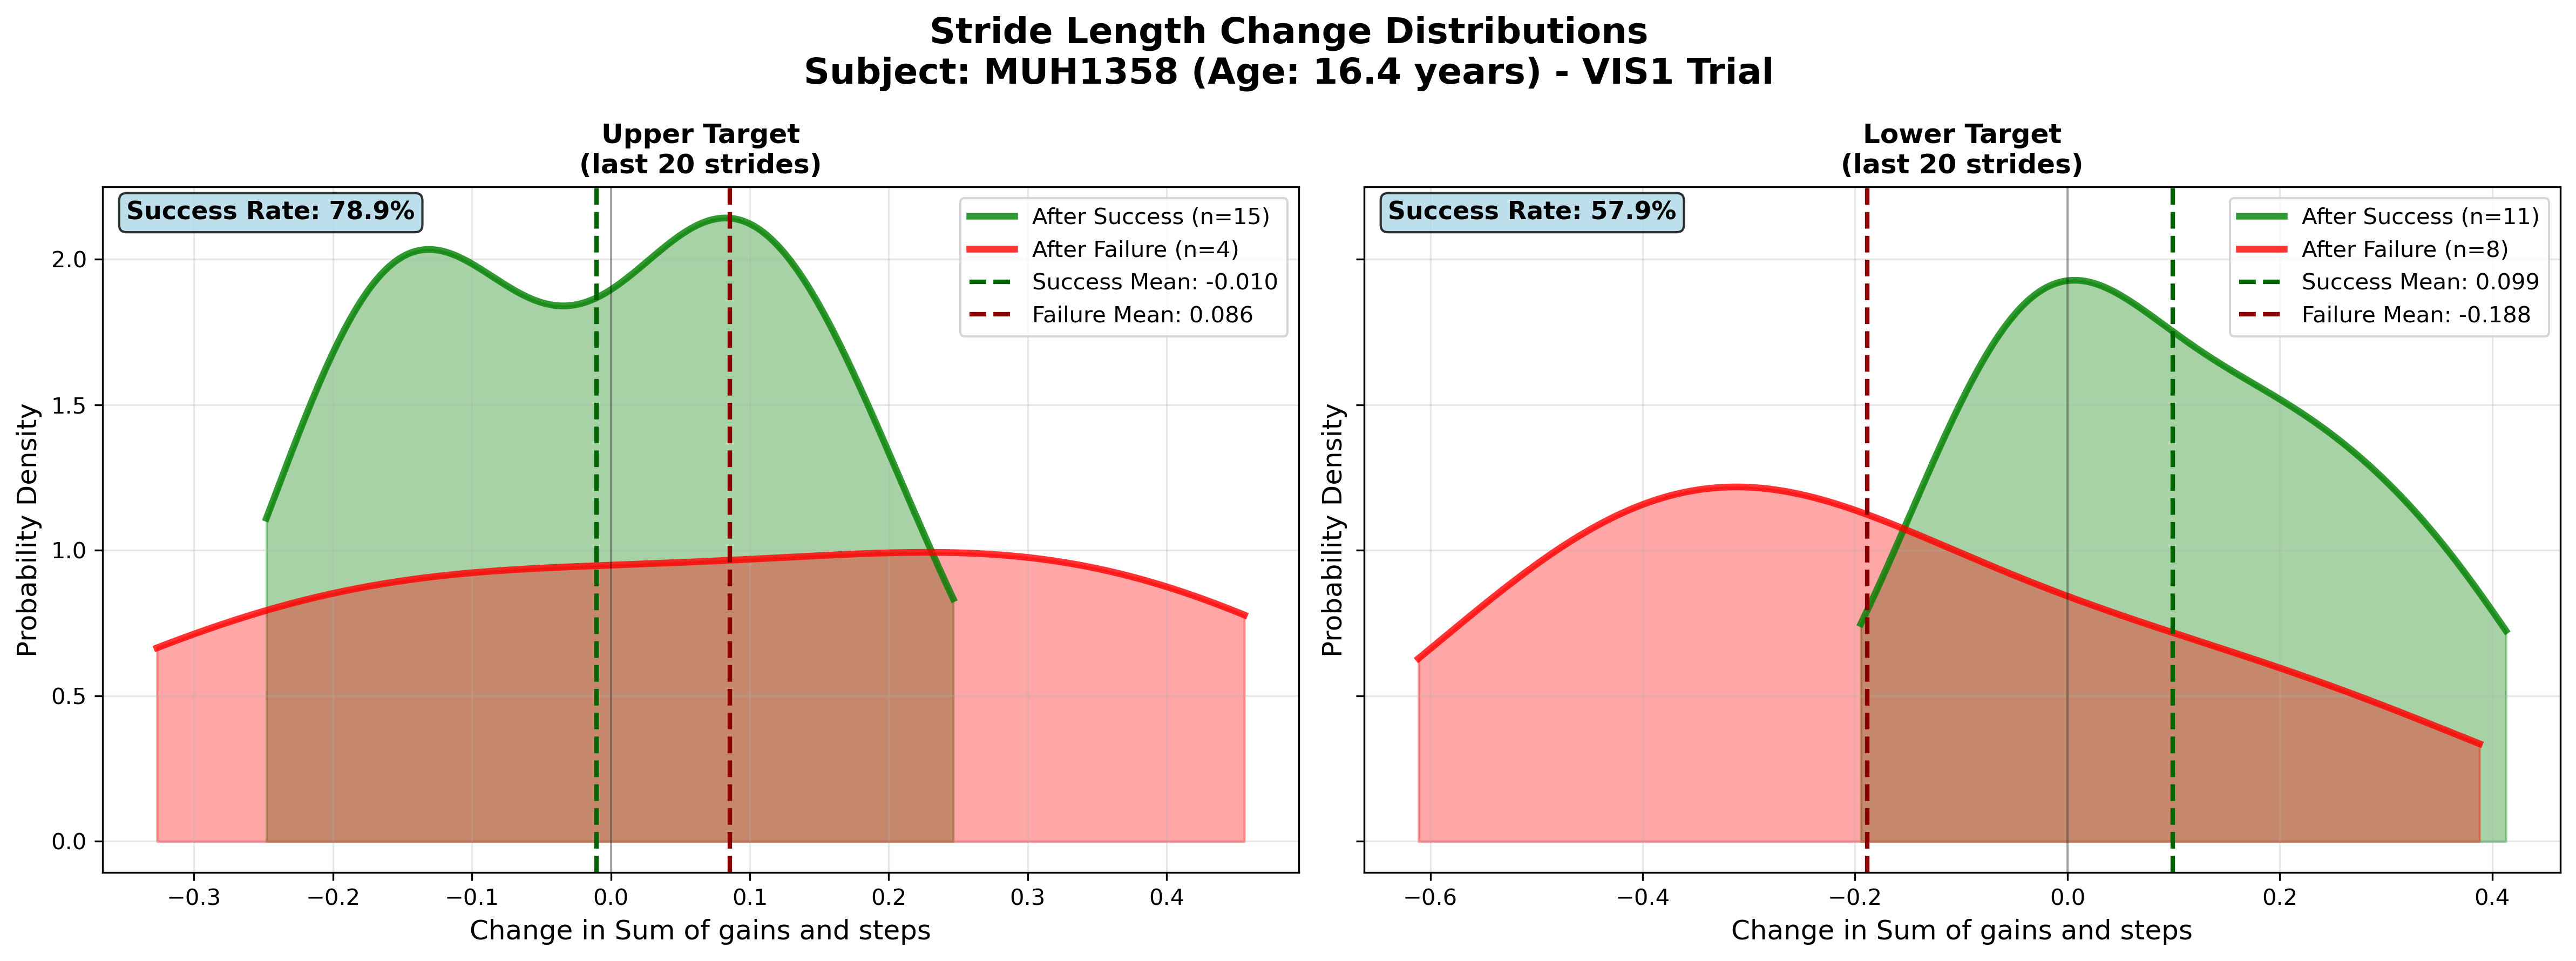 Stride Length Change Distributions
Subject: MUH1358 (Age: 16.4 years) - VIS1 Trial
Upper Target
(last 20 strides)
Success Rate: 78.9%
After Success (n=15)
After Failure (n=4)
Success Mean: -0.010
Failure Mean: 0.086
Probability Density
2.0
1.5
1.0
0.5
0.0
−0.3 −0.2 −0.1 0.0 0.1 0.2 0.3 0.4
Change in Sum of gains and steps
Lower Target
(last 20 strides)
Success Rate: 57.9%
After Success (n=11)
After Failure (n=8)
Success Mean: 0.099
Failure Mean: -0.188
Probability Density
−0.6 −0.4 −0.2 0.0 0.2 0.4
Change in Sum of gains and steps